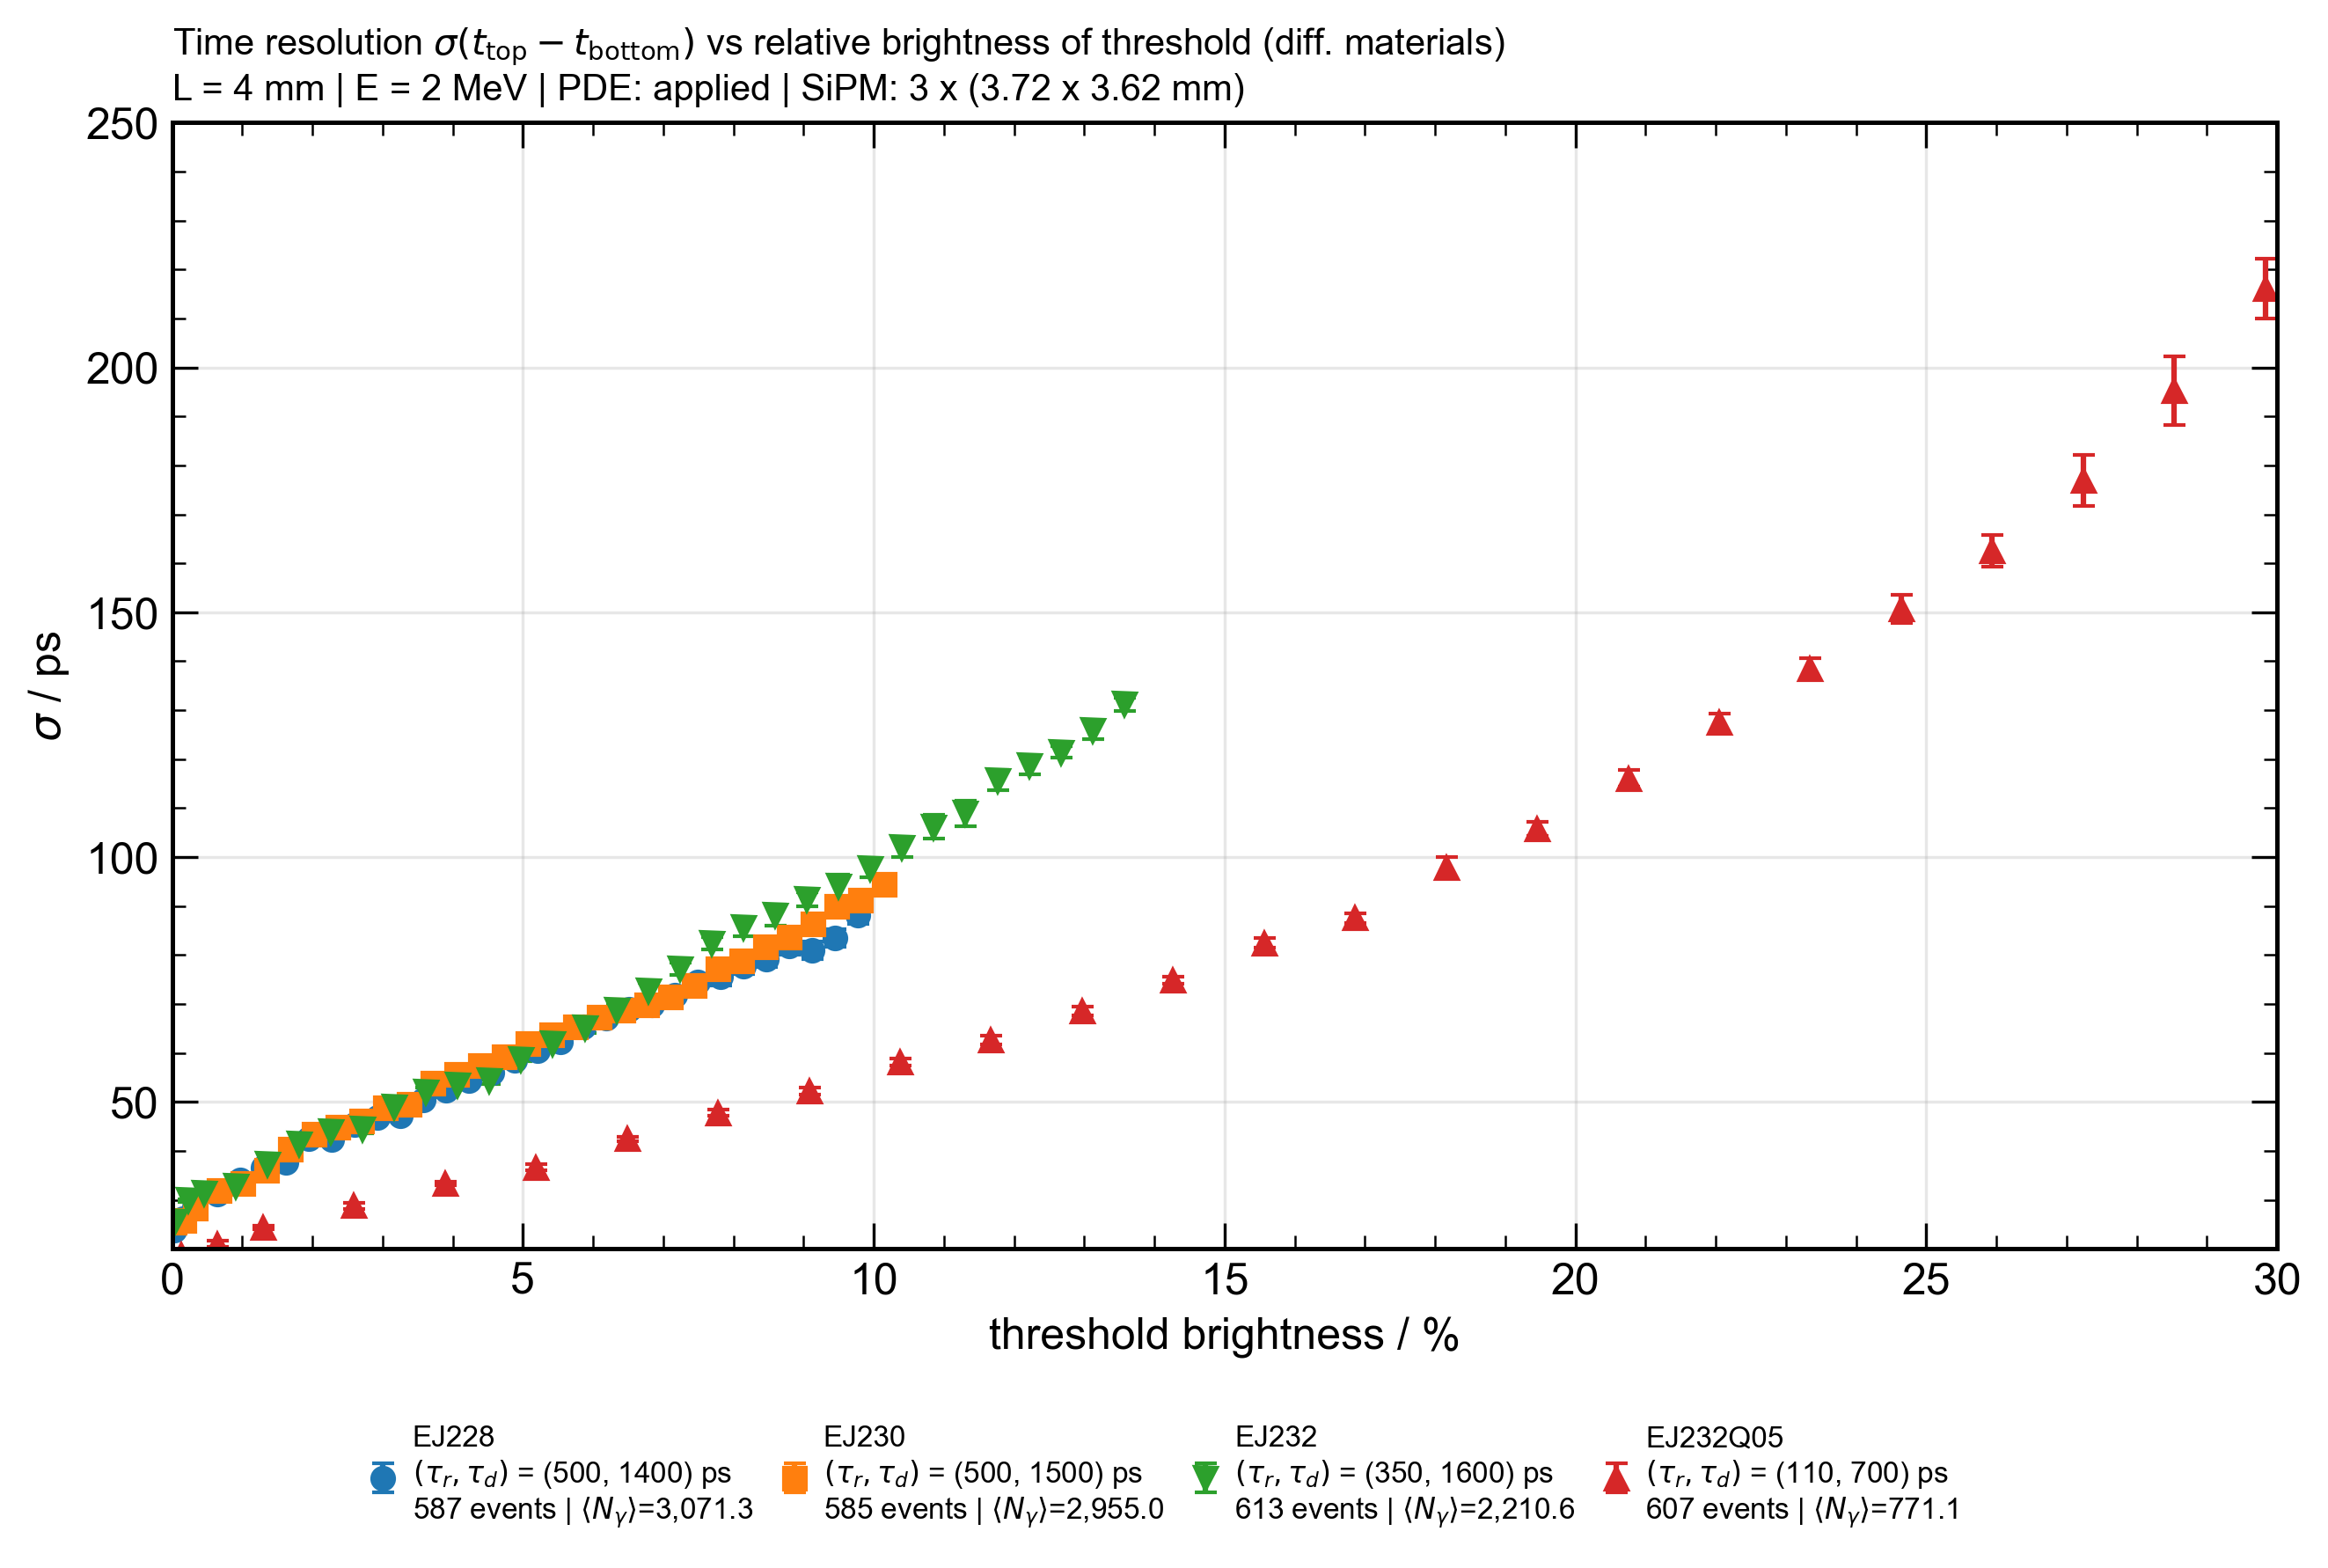 Time resolution σ(t_top − t_bottom) vs relative brightness of threshold (diff. materials)
L = 4 mm | E = 2 MeV | PDE: applied | SiPM: 3 x (3.72 x 3.62 mm)
250
200
150
100
50
σ / ps
0 5 10 15 20 25 30
threshold brightness / %
EJ228
(τ_r, τ_d) = (500, 1400) ps
587 events | ⟨N_γ⟩=3,071.3
EJ230
(τ_r, τ_d) = (500, 1500) ps
585 events | ⟨N_γ⟩=2,955.0
EJ232
(τ_r, τ_d) = (350, 1600) ps
613 events | ⟨N_γ⟩=2,210.6
EJ232Q05
(τ_r, τ_d) = (110, 700) ps
607 events | ⟨N_γ⟩=771.1